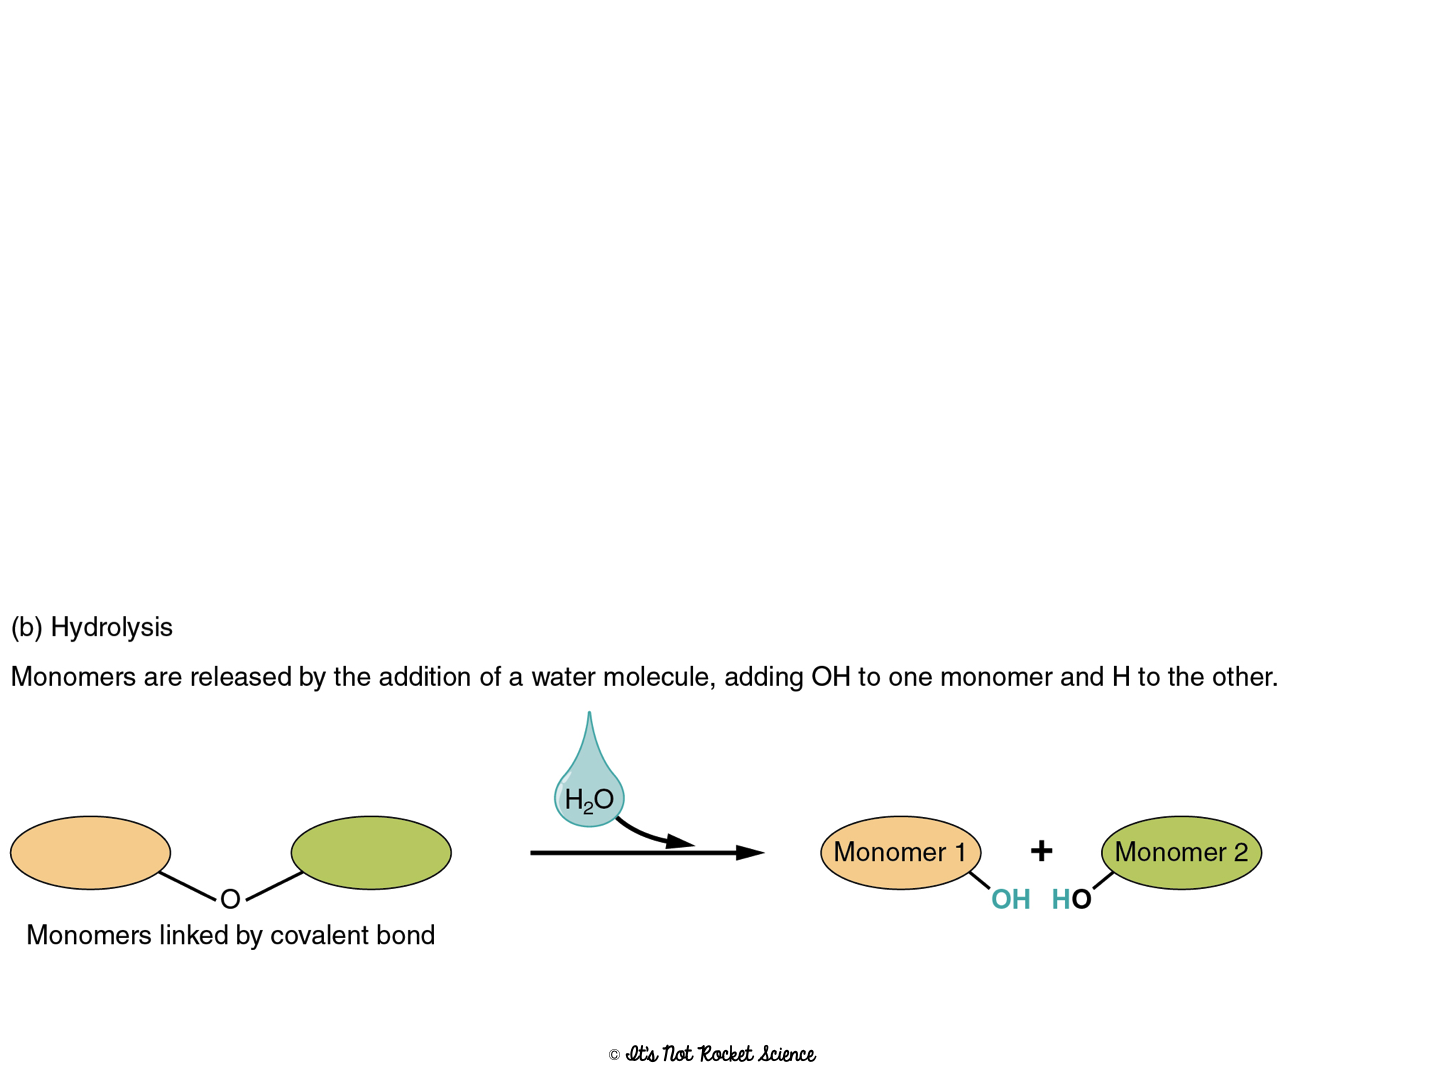 (b) Hydrolysis
Monomers are released by the addition of a water molecule, adding OH to one monomer and H to the other.
H₂O
Monomer 1
+
Monomer 2
O
OH
HO
Monomers linked by covalent bond
© It's Not Rocket Science